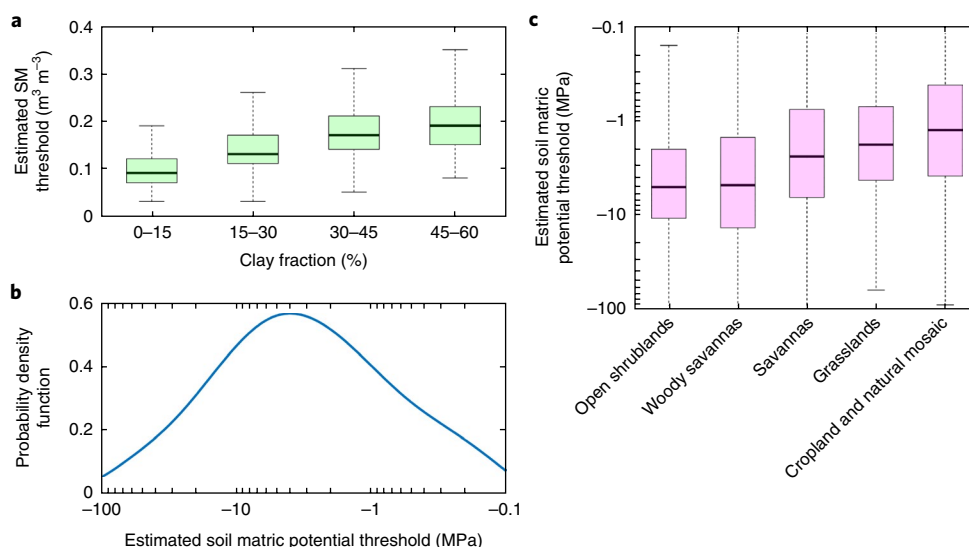 a
Estimated SM
threshold (m³ m⁻³)
0.4
0.3
0.2
0.1
0
0–15
15–30
30–45
45–60
Clay fraction (%)
b
Probability density
function
0.6
0.4
0.2
0
–100
–10
–1
–0.1
Estimated soil matric potential threshold (MPa)
c
Estimated soil matric
potential threshold (MPa)
–0.1
–1
–10
–100
Open shrublands
Woody savannas
Savannas
Grasslands
Cropland and natural mosaic